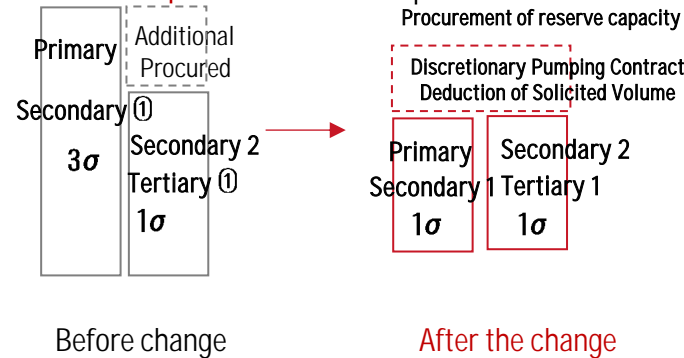 Procurement of reserve capacity
Primary
Additional
Procured
Secondary ①
3σ
Secondary 2
Tertiary ①
1σ
Discretionary Pumping Contract
Deduction of Solicited Volume
Primary
Secondary 1
1σ
Secondary 2
Tertiary 1
1σ
Before change
After the change